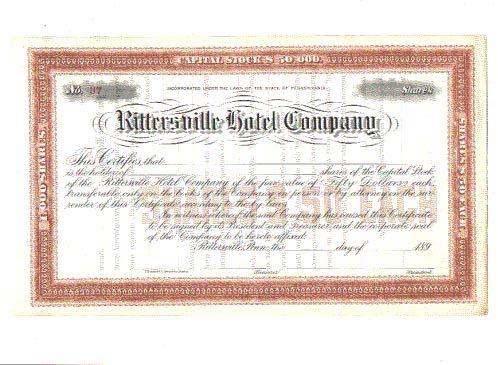 CAPITAL STOCK $ 50,000.
No. 37
Shares
INCORPORATED UNDER THE LAWS OF THE STATE OF PENNSYLVANIA.
Rittersville Hotel Company
This Certifies, that
is the holder of shares of the Capital Stock
of the Rittersville Hotel Company of the par value of Fifty Dollars each,
transferable only on the books of the Company in person or by attorney on the sur-
render of this Certificate according to the by laws.
In witness whereof the said Company has caused this Certificate
to be signed by its President and Treasurer, and the corporate seal
of the Company to be hereto affixed.
Rittersville, Penn. the day of 189
Treasurer. President.
1,000 SHARES.
SHARES $50 EACH.